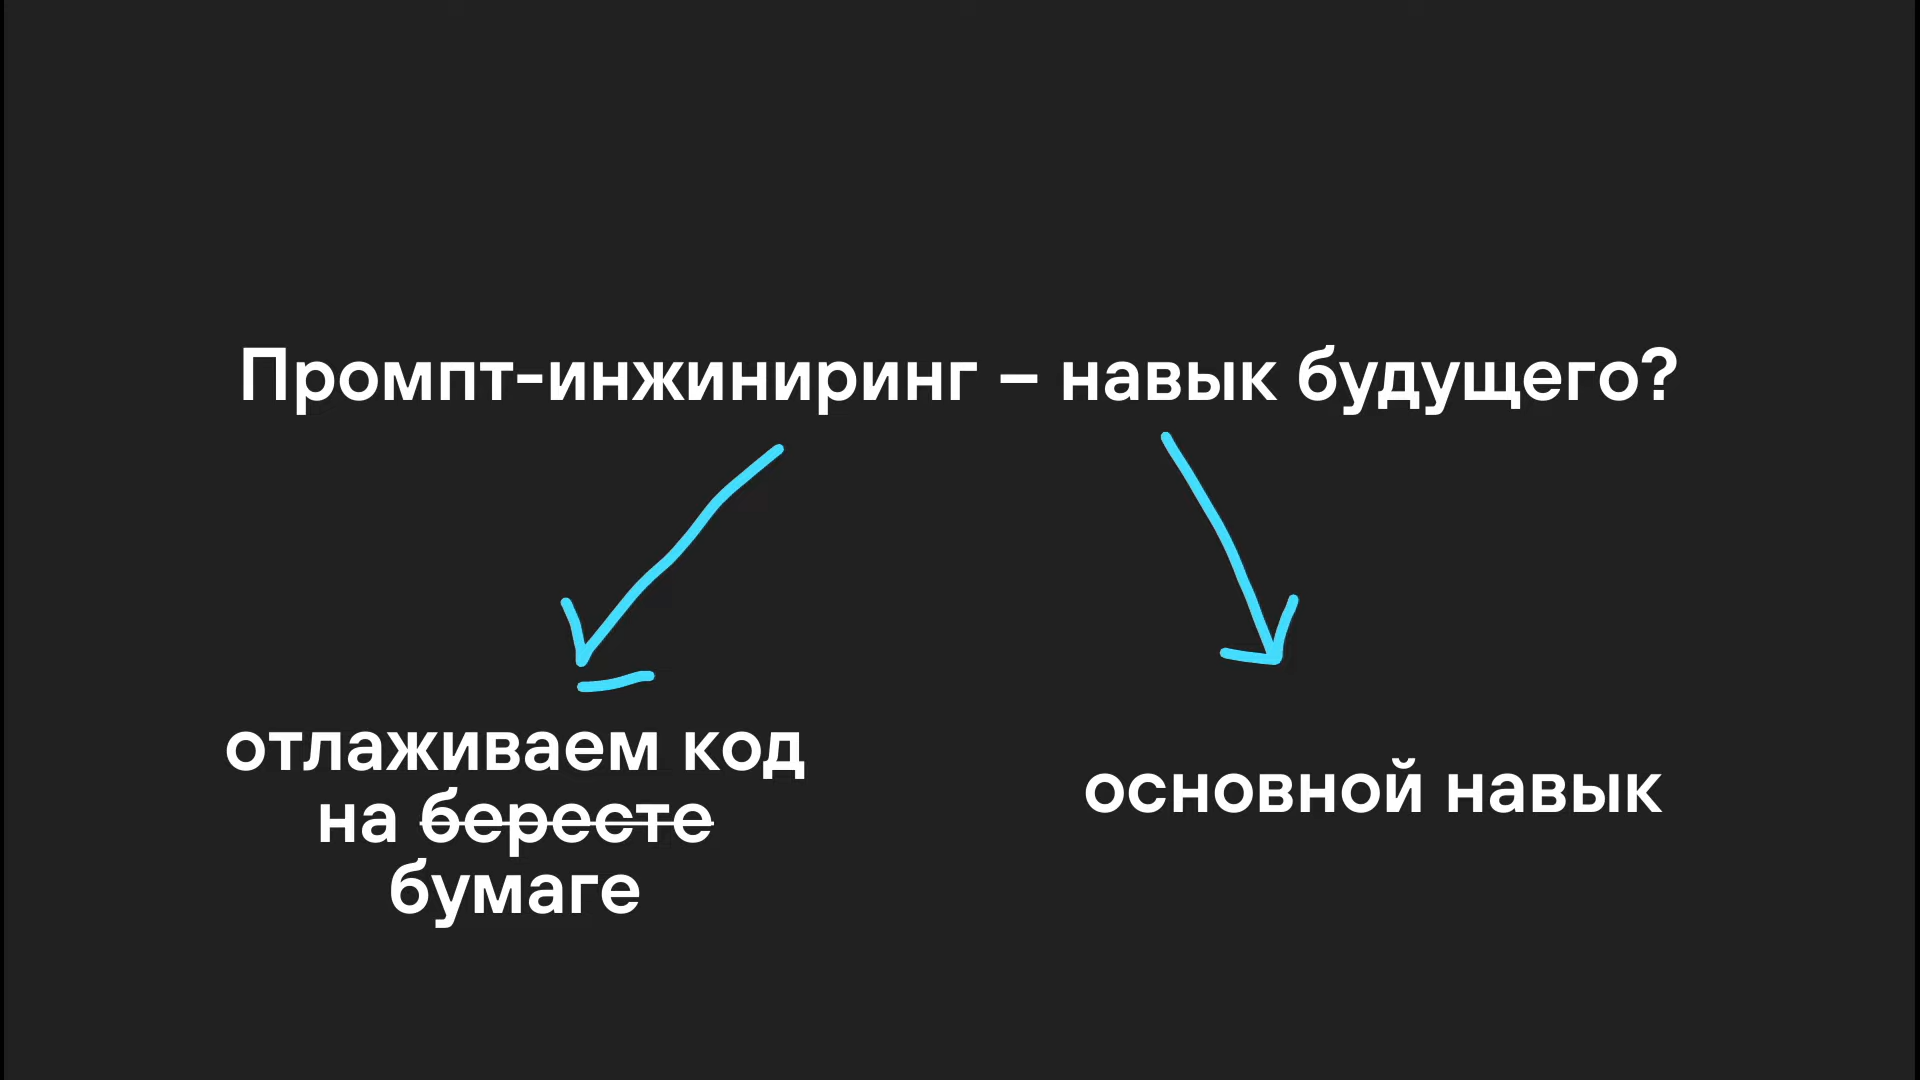 Промпт-инжиниринг – навык будущего?
отлаживаем код
на бересте
бумаге
основной навык